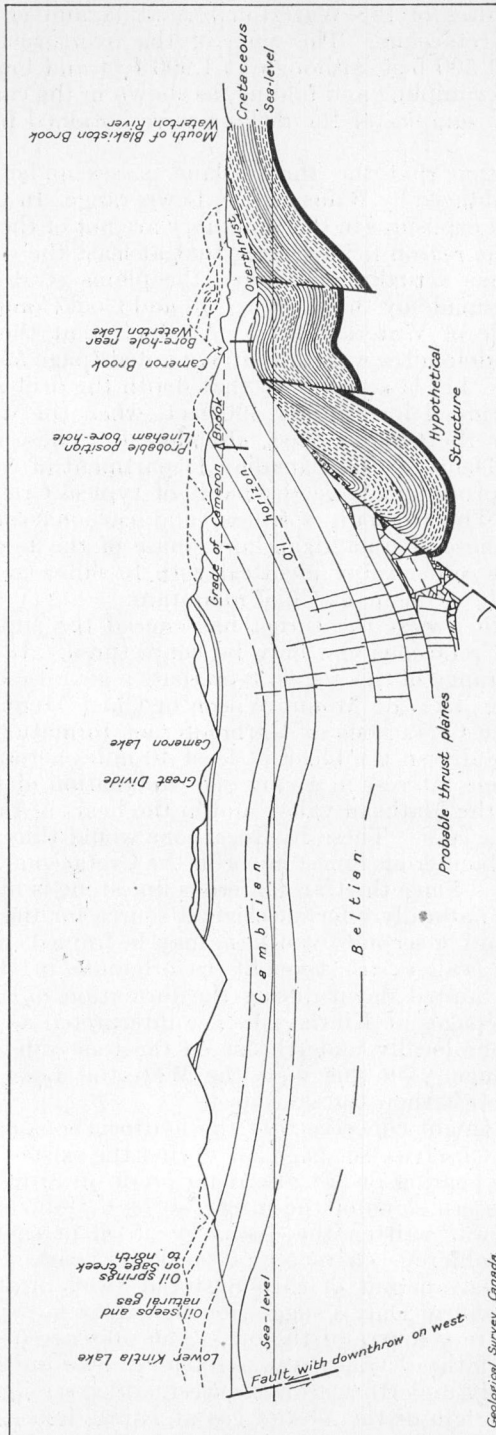 Lower Kintla Lake
Oil seeps and
natural gas
Oil springs
on Sage Creek
to north
Great Divide
Cameron Lake
Grade of Cameron Brook
Probable position
Lineham bore-hole
Cameron Brook
Bore-hole near
Waterton Lake
Mouth of Blakiston Brook
Waterton River
Overthrust
Cretaceous
Sea-level
Sea-level
Fault, with downthrow on west
Cambrian
Beltian
Oil Horizon
Probable thrust planes
Hypothetical
Structure
Geological Survey, Canada